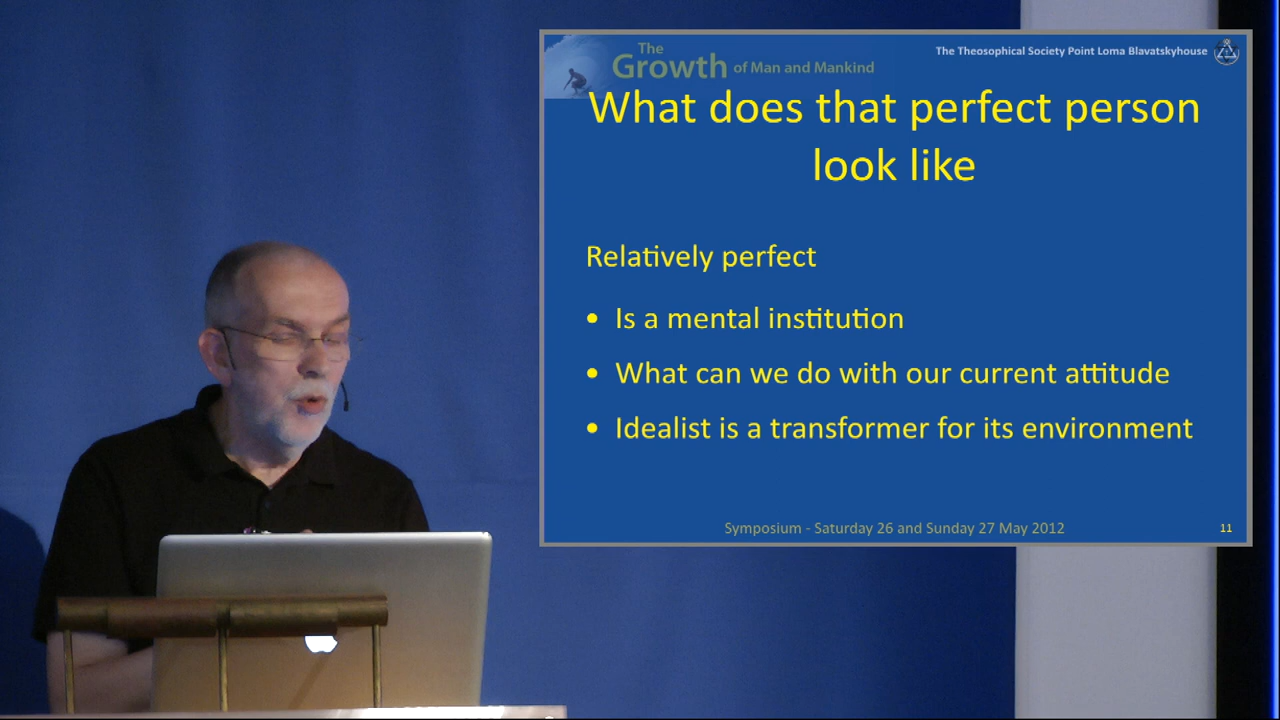 The
Growth of Man and Mankind
The Theosophical Society Point Loma Blavatskyhouse
What does that perfect person
look like
Relatively perfect
• Is a mental institution
• What can we do with our current attitude
• Idealist is a transformer for its environment
Symposium - Saturday 26 and Sunday 27 May 2012
11